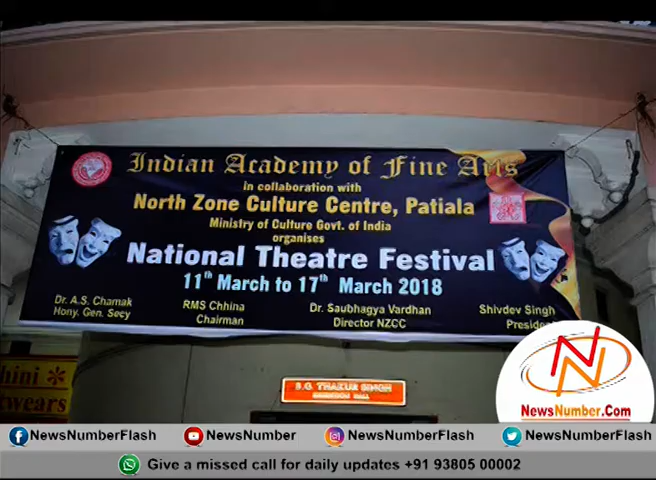 Indian Academy of Fine Arts
in collaboration with
North Zone Culture Centre, Patiala
Ministry of Culture Govt. of India
organises
National Theatre Festival
11th March to 17th March 2018
Dr. A.S. Chamak
Hony. Gen. Secy
RMS Chhina
Chairman
Dr. Saubhagya Vardhan
Director NZCC
Shivdev Singh
President
S.G THAKUR SINGH
hini
twears
NewsNumber.Com
NewsNumberFlash
NewsNumber
NewsNumberFlash
NewsNumberFlash
Give a missed call for daily updates +91 93805 00002